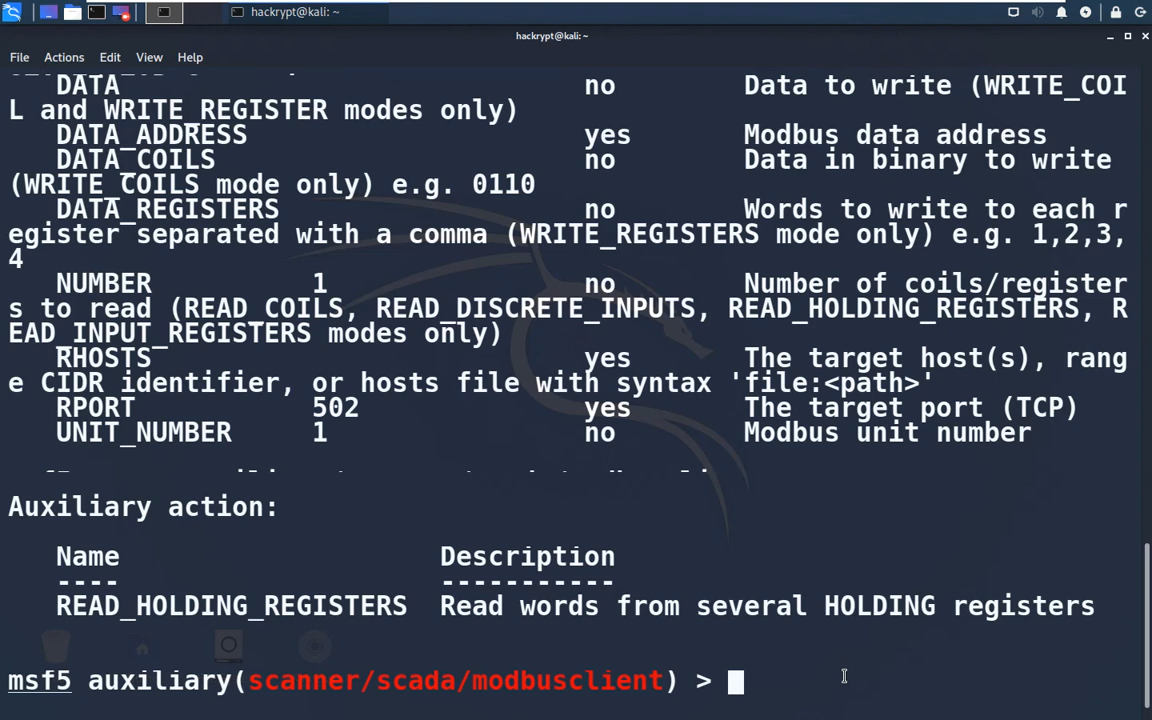 hackrypt@kali: ~
hackrypt@kali: ~
File Actions Edit View Help
DATA no Data to write (WRITE_COI
L and WRITE_REGISTER modes only)
DATA_ADDRESS yes Modbus data address
DATA_COILS no Data in binary to write
(WRITE_COILS mode only) e.g. 0110
DATA_REGISTERS no Words to write to each r
egister separated with a comma (WRITE_REGISTERS mode only) e.g. 1,2,3,
4
NUMBER 1 no Number of coils/register
s to read (READ_COILS, READ_DISCRETE_INPUTS, READ_HOLDING_REGISTERS, R
EAD_INPUT_REGISTERS modes only)
RHOSTS yes The target host(s), rang
e CIDR identifier, or hosts file with syntax 'file:<path>'
RPORT 502 yes The target port (TCP)
UNIT_NUMBER 1 no Modbus unit number
Auxiliary action:
Name Description
---- -----------
READ_HOLDING_REGISTERS Read words from several HOLDING registers
msf5 auxiliary(scanner/scada/modbusclient) >